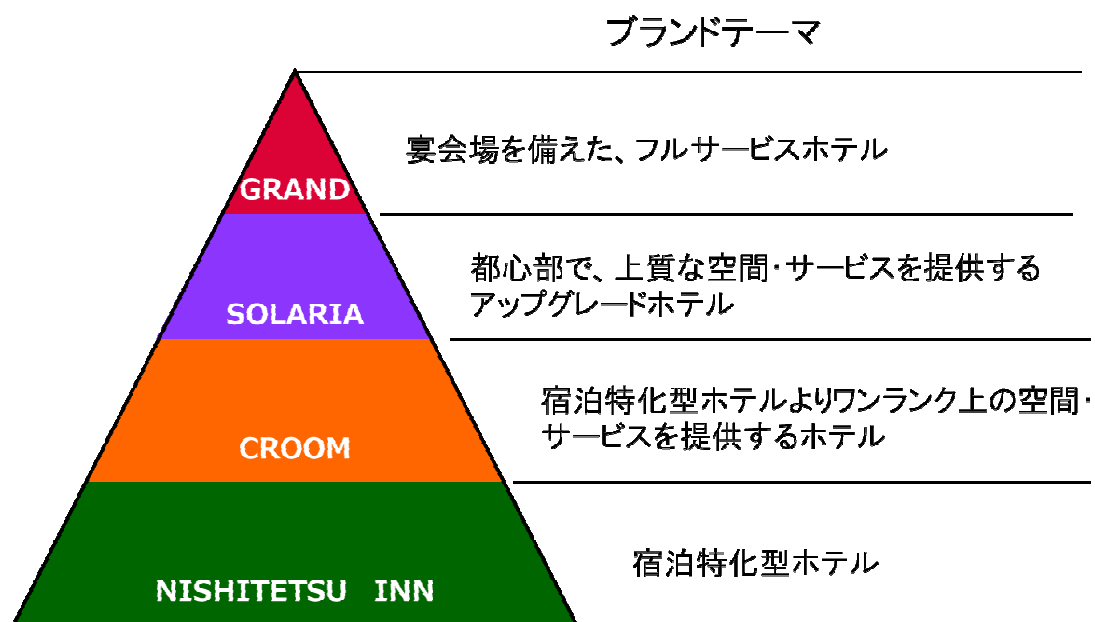 ブランドテーマ
GRAND
宴会場を備えた、フルサービスホテル
SOLARIA
都心部で、上質な空間・サービスを提供する
アップグレードホテル
CROOM
宿泊特化型ホテルよりワンランク上の空間・
サービスを提供するホテル
NISHITETSU INN
宿泊特化型ホテル